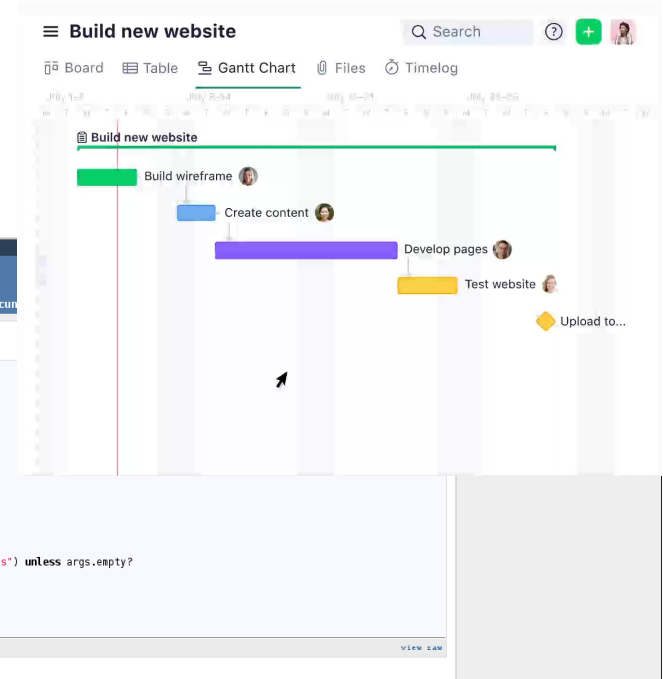 Build new website
Search
?
+
Board
Table
Gantt Chart
Files
Timelog
Build new website
Build wireframe
Create content
Develop pages
Test website
Upload to...
s") unless args.empty?
view raw